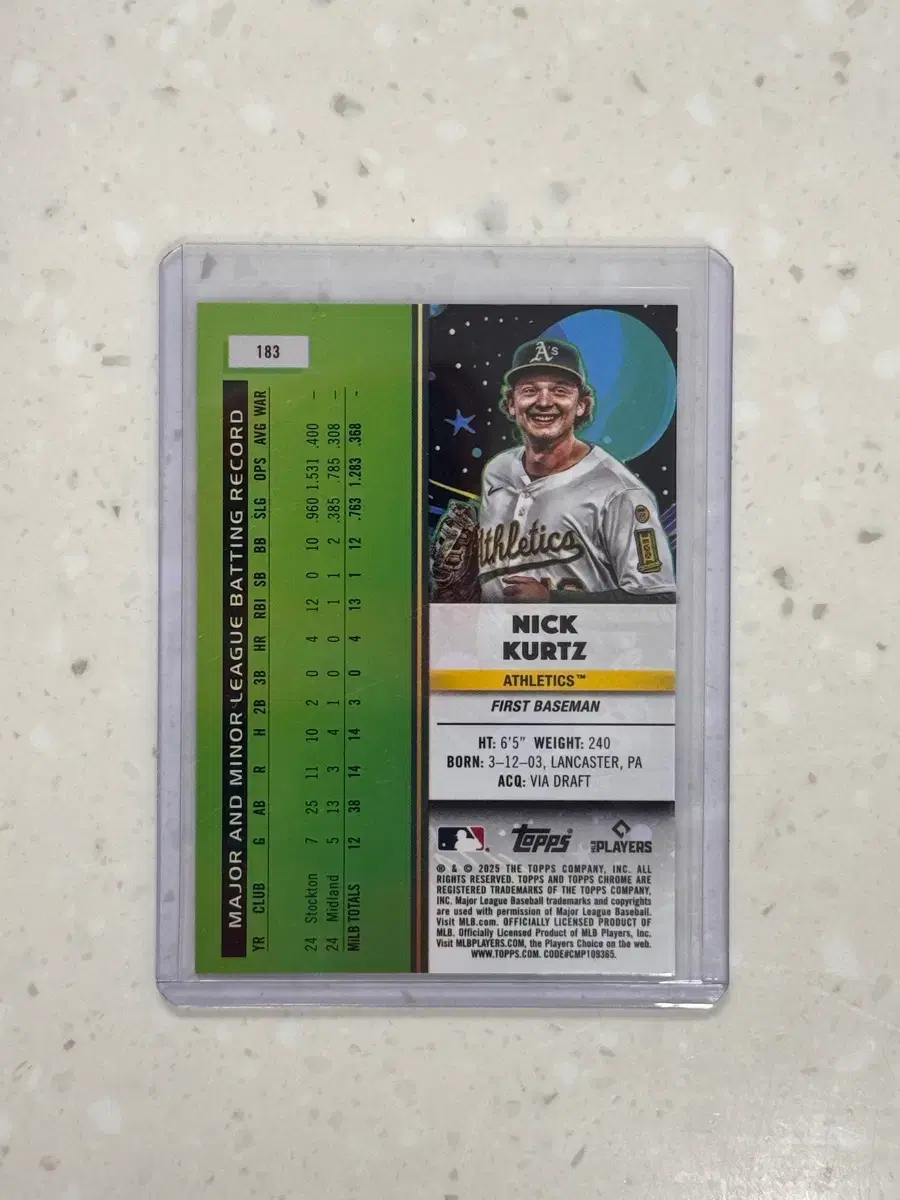 183
MAJOR AND MINOR LEAGUE BATTING RECORD
YR CLUB G AB R H 2B 3B HR RBI SB BB SLG OPS AVG WAR
24 Stockton 7 25 11 10 2 0 4 12 0 10 .960 1.531 .400 –
24 Midland 5 13 3 4 1 0 0 1 1 2 .385 .785 .308 –
MiLB TOTALS 12 38 14 14 3 0 4 13 1 12 .763 1.283 .368 -
A's
Athletics
NICK
KURTZ
ATHLETICS™
FIRST BASEMAN
HT: 6'5" WEIGHT: 240
BORN: 3–12–03, LANCASTER, PA
ACQ: VIA DRAFT
topps
PLAYERS
® & © 2025 THE TOPPS COMPANY, INC. ALL
RIGHTS RESERVED. TOPPS AND TOPPS CHROME ARE
REGISTERED TRADEMARKS OF THE TOPPS COMPANY,
INC. Major League Baseball trademarks and copyrights
are used with permission of Major League Baseball.
Visit MLB.com. OFFICIALLY LICENSED PRODUCT OF
MLB. Officially Licensed Product of MLB Players, Inc.
Visit MLBPLAYERS.COM, the Players Choice on the web.
WWW.TOPPS.COM. CODE#CMP109365.